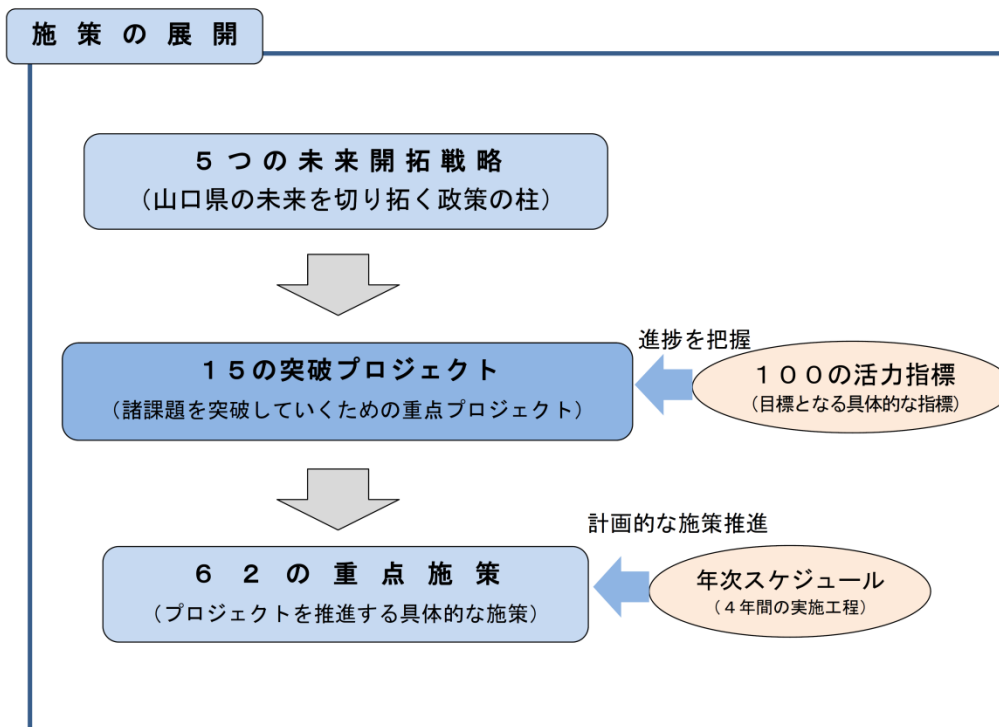 施策の展開
５つの未来開拓戦略
（山口県の未来を切り拓く政策の柱）
１５の突破プロジェクト
（諸課題を突破していくための重点プロジェクト）
進捗を把握
１００の活力指標
（目標となる具体的な指標）
６２の重点施策
（プロジェクトを推進する具体的な施策）
計画的な施策推進
年次スケジュール
（４年間の実施工程）